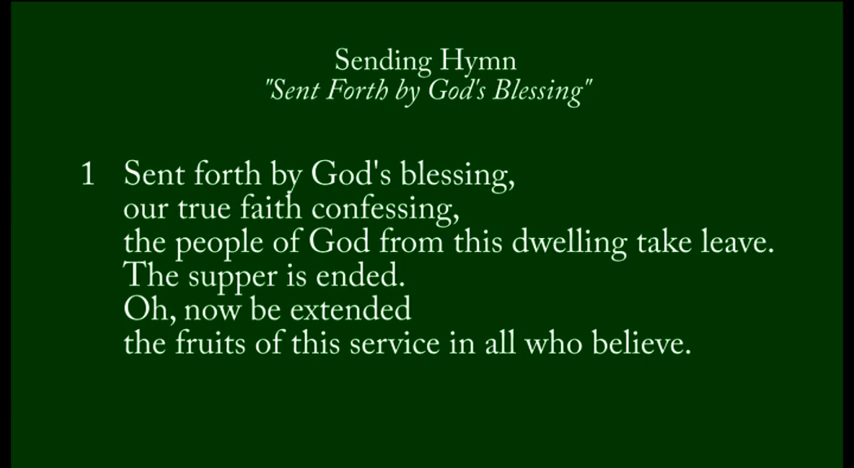 Sending Hymn
"Sent Forth by God's Blessing"
1 Sent forth by God's blessing,
our true faith confessing,
the people of God from this dwelling take leave.
The supper is ended.
Oh, now be extended
the fruits of this service in all who believe.